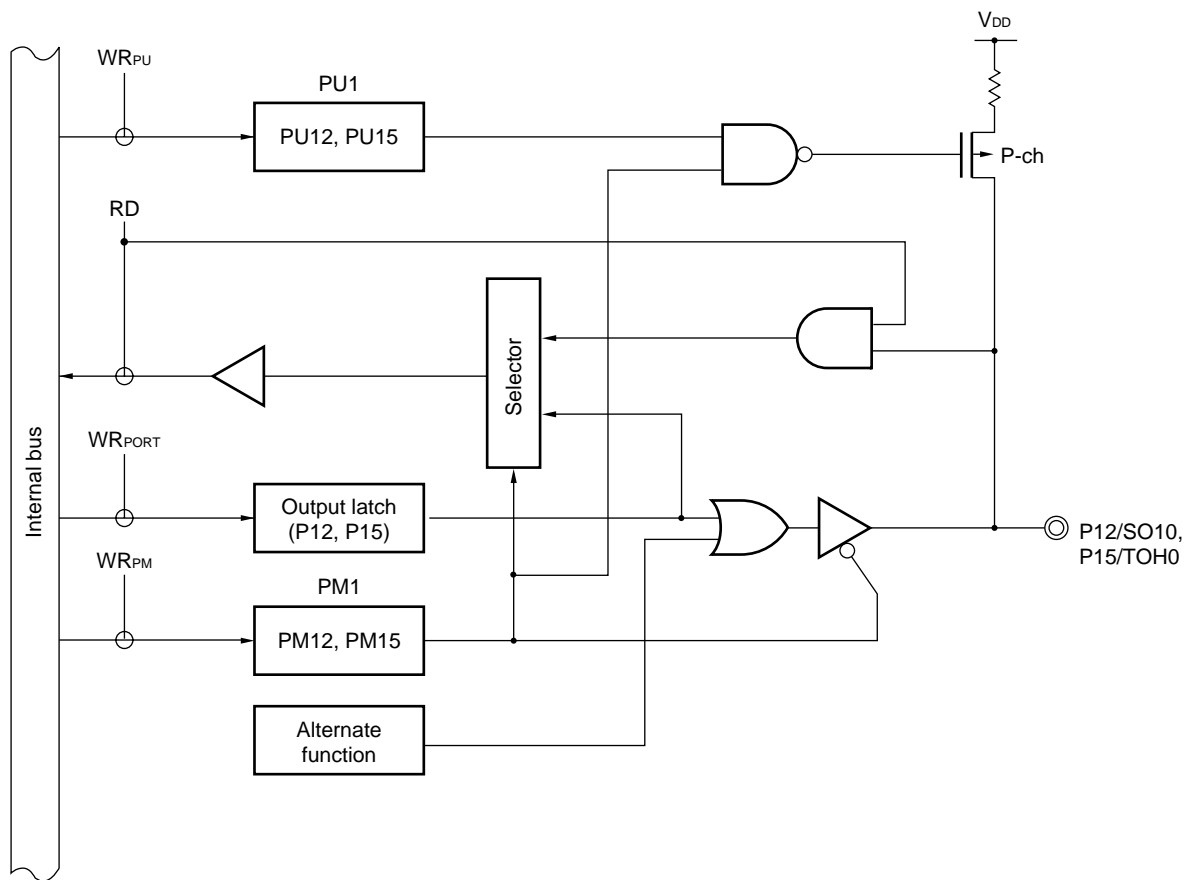 VDD
WRPU
PU1
PU12, PU15
P-ch
RD
Selector
Internal bus
WRPORT
Output latch
(P12, P15)
P12/SO10,
P15/TOH0
WRPM
PM1
PM12, PM15
Alternate
function